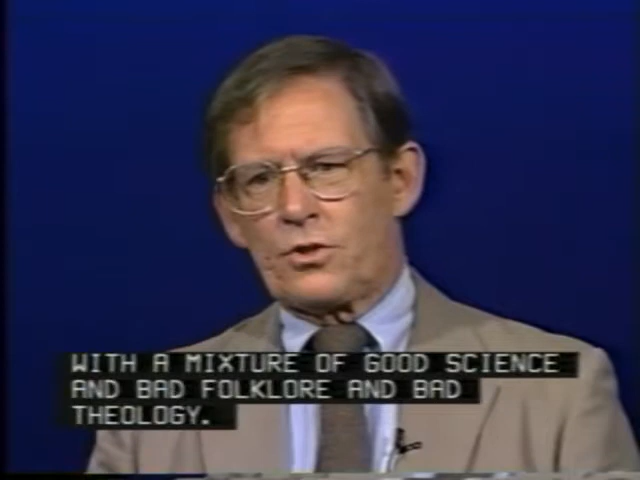 WITH A MIXTURE OF GOOD SCIENCE
AND BAD FOLKLORE AND BAD
THEOLOGY.